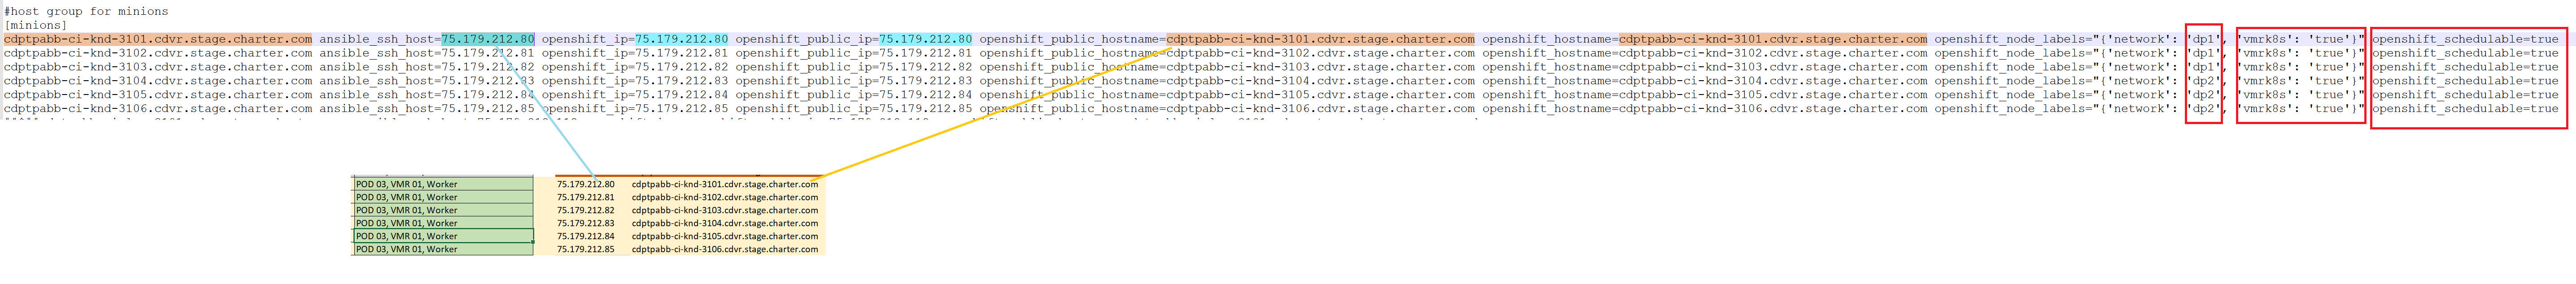 #host group for minions
[minions]
cdptpabb-ci-knd-3101.cdvr.stage.charter.com ansible_ssh_host=75.179.212.80 openshift_ip=75.179.212.80 openshift_public_ip=75.179.212.80 openshift_public_hostname=cdptpabb-ci-knd-3101.cdvr.stage.charter.com openshift_hostname=cdptpabb-ci-knd-3101.cdvr.stage.charter.com openshift_node_labels="{'network': 'dp1', 'vmrk8s': 'true'}" openshift_schedulable=true
cdptpabb-ci-knd-3102.cdvr.stage.charter.com ansible_ssh_host=75.179.212.81 openshift_ip=75.179.212.81 openshift_public_ip=75.179.212.81 openshift_public_hostname=cdptpabb-ci-knd-3102.cdvr.stage.charter.com openshift_hostname=cdptpabb-ci-knd-3102.cdvr.stage.charter.com openshift_node_labels="{'network': 'dp1', 'vmrk8s': 'true'}" openshift_schedulable=true
cdptpabb-ci-knd-3103.cdvr.stage.charter.com ansible_ssh_host=75.179.212.82 openshift_ip=75.179.212.82 openshift_public_ip=75.179.212.82 openshift_public_hostname=cdptpabb-ci-knd-3103.cdvr.stage.charter.com openshift_hostname=cdptpabb-ci-knd-3103.cdvr.stage.charter.com openshift_node_labels="{'network': 'dp1', 'vmrk8s': 'true'}" openshift_schedulable=true
cdptpabb-ci-knd-3104.cdvr.stage.charter.com ansible_ssh_host=75.179.212.83 openshift_ip=75.179.212.83 openshift_public_ip=75.179.212.83 openshift_public_hostname=cdptpabb-ci-knd-3104.cdvr.stage.charter.com openshift_hostname=cdptpabb-ci-knd-3104.cdvr.stage.charter.com openshift_node_labels="{'network': 'dp2', 'vmrk8s': 'true'}" openshift_schedulable=true
cdptpabb-ci-knd-3105.cdvr.stage.charter.com ansible_ssh_host=75.179.212.84 openshift_ip=75.179.212.84 openshift_public_ip=75.179.212.84 openshift_public_hostname=cdptpabb-ci-knd-3105.cdvr.stage.charter.com openshift_hostname=cdptpabb-ci-knd-3105.cdvr.stage.charter.com openshift_node_labels="{'network': 'dp2', 'vmrk8s': 'true'}" openshift_schedulable=true
cdptpabb-ci-knd-3106.cdvr.stage.charter.com ansible_ssh_host=75.179.212.85 openshift_ip=75.179.212.85 openshift_public_ip=75.179.212.85 openshift_public_hostname=cdptpabb-ci-knd-3106.cdvr.stage.charter.com openshift_hostname=cdptpabb-ci-knd-3106.cdvr.stage.charter.com openshift_node_labels="{'network': 'dp2', 'vmrk8s': 'true'}" openshift_schedulable=true
POD 03, VMR 01, Worker 75.179.212.80 cdptpabb-ci-knd-3101.cdvr.stage.charter.com
POD 03, VMR 01, Worker 75.179.212.81 cdptpabb-ci-knd-3102.cdvr.stage.charter.com
POD 03, VMR 01, Worker 75.179.212.82 cdptpabb-ci-knd-3103.cdvr.stage.charter.com
POD 03, VMR 01, Worker 75.179.212.83 cdptpabb-ci-knd-3104.cdvr.stage.charter.com
POD 03, VMR 01, Worker 75.179.212.84 cdptpabb-ci-knd-3105.cdvr.stage.charter.com
POD 03, VMR 01, Worker 75.179.212.85 cdptpabb-ci-knd-3106.cdvr.stage.charter.com